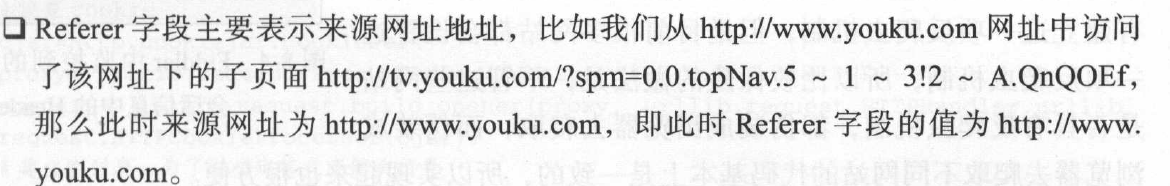 ❑ Referer 字段主要表示来源网址地址，比如我们从 http://www.youku.com 网址中访问
了该网址下的子页面 http://tv.youku.com/?spm=0.0.topNav.5 ~ 1 ~ 3!2 ~ A.QnQOEf，
那么此时来源网址为 http://www.youku.com，即此时 Referer 字段的值为 http://www.
youku.com。